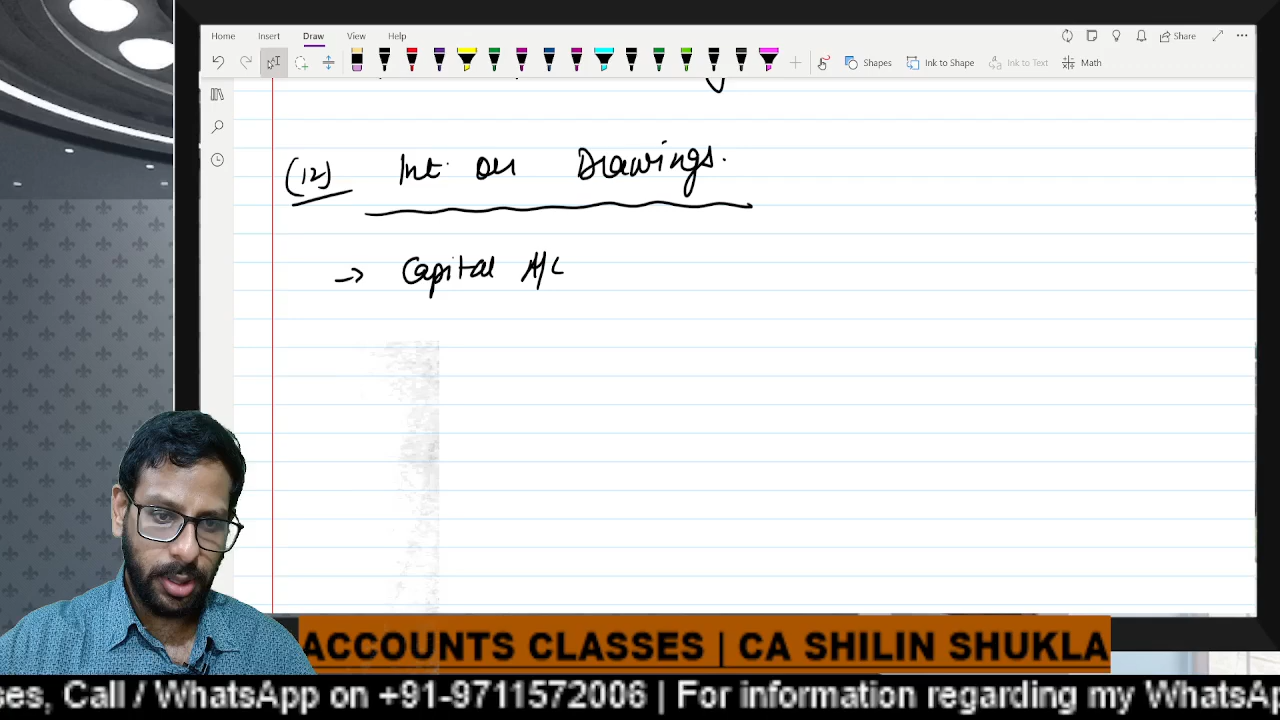 Home Insert Draw View Help Share
Shapes Ink to Shape Ink to Text Math
(12) Int. on Drawings.
→ Capital A/C
ACCOUNTS CLASSES | CA SHILIN SHUKLA
ses, Call / WhatsApp on +91-9711572006 | For information regarding my WhatsAp